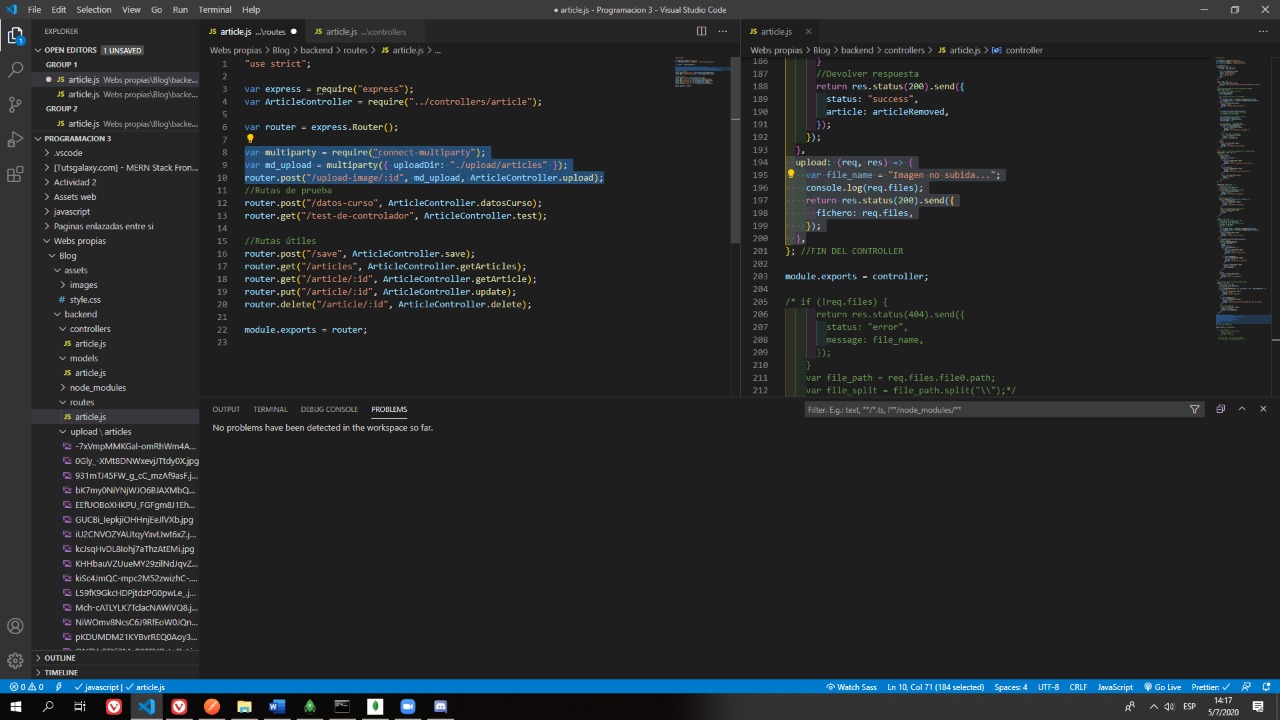 File Edit Selection View Go Run Terminal Help
● article.js - Programacion 3 - Visual Studio Code
EXPLORER
OPEN EDITORS 1 UNSAVED
GROUP 1
JS article.js Webs propias\Blog\backe...
JS article.js Webs propias\Blog\backe...
GROUP 2
JS article.js Webs propias\Blog\backe...
PROGRAMACION 3
.vscode
[Tutsgalaxy.com] - MERN Stack Fron...
Actividad 2
Assets web
javascript
Paginas enlazadas entre si
Webs propias
Blog
assets
images
# style.css
backend
controllers
JS article.js
models
JS article.js
node_modules
routes
JS article.js
upload \ articles
-7xVmpMMKGal-omRhWm4A...
0Gly_-XMt8DNWxevjJTtdy0X.jpg
931mTJ45FW_g_cC_mzAf9asF.j...
bK7my0NiYNjWJO6BJAXMbQ...
EEfUOBoXHKPU_FGFgm8J1Eh...
GUCBi_IepkjiOHHnjEeJlVXb.jpg
iU2CNVOZYAUtqyYavUwt6xZ.j...
kcJsqHvDL8Iohj7aThzAtEMi.jpg
KHHbauVZUueMY29zilNdJqvZ...
kiSc4JmQC-mpc2M52zwizhC-...
L59fK9GkcHDPjtdzPG0pwLe_.j...
Mch-cATLYLK7TclacNAWiVQ8.j...
NiWOmv8NcsC6J9RfEoW0JQn...
pKDUMDM21KYBvrREQ0Aoy3...
OUTLINE
TIMELINE
JS article.js ...\routes ●
JS article.js ...\controllers
Webs propias > Blog > backend > routes > JS article.js > ...
1 "use strict";
2
3 var express = require("express");
4 var ArticleController = require("../controllers/article");
5
6 var router = express.Router();
7
8 var multiparty = require("connect-multiparty");
9 var md_upload = multiparty({ uploadDir: "./upload/articles" });
10 router.post("/upload-image/:id", md_upload, ArticleController.upload);
11 //Rutas de prueba
12 router.post("/datos-curso", ArticleController.datosCurso);
13 router.get("/test-de-controlador", ArticleController.test);
14
15 //Rutas útiles
16 router.post("/save", ArticleController.save);
17 router.get("/articles", ArticleController.getArticles);
18 router.get("/article/:id", ArticleController.getArticle);
19 router.put("/article/:id", ArticleController.update);
20 router.delete("/article/:id", ArticleController.delete);
21
22 module.exports = router;
23
JS article.js
Webs propias > Blog > backend > controllers > JS article.js > controller
186 }
187 //Devolver respuesta
188 return res.status(200).send({
189 status: "success",
190 article: articleRemoved,
191 });
192 });
193 },
194 upload: (req, res) => {
195 var file_name = "Imagen no subida...";
196 console.log(req.files);
197 return res.status(200).send({
198 fichero: req.files,
199 });
200 },
201 }; //FIN DEL CONTROLLER
202
203 module.exports = controller;
204
205 /* if (!req.files) {
206 return res.status(404).send({
207 status: "error",
208 message: file_name,
209 });
210 }
211 var file_path = req.files.file0.path;
212 var file_split = file_path.split("\\");*/
OUTPUT TERMINAL DEBUG CONSOLE PROBLEMS
Filter. E.g.: text, **/*.ts, !**/node_modules/**
No problems have been detected in the workspace so far.
0 0 javascript | article.js
Watch Sass Ln 10, Col 71 (184 selected) Spaces: 4 UTF-8 CRLF JavaScript Go Live Prettier:
ESP
14:17
5/7/2020